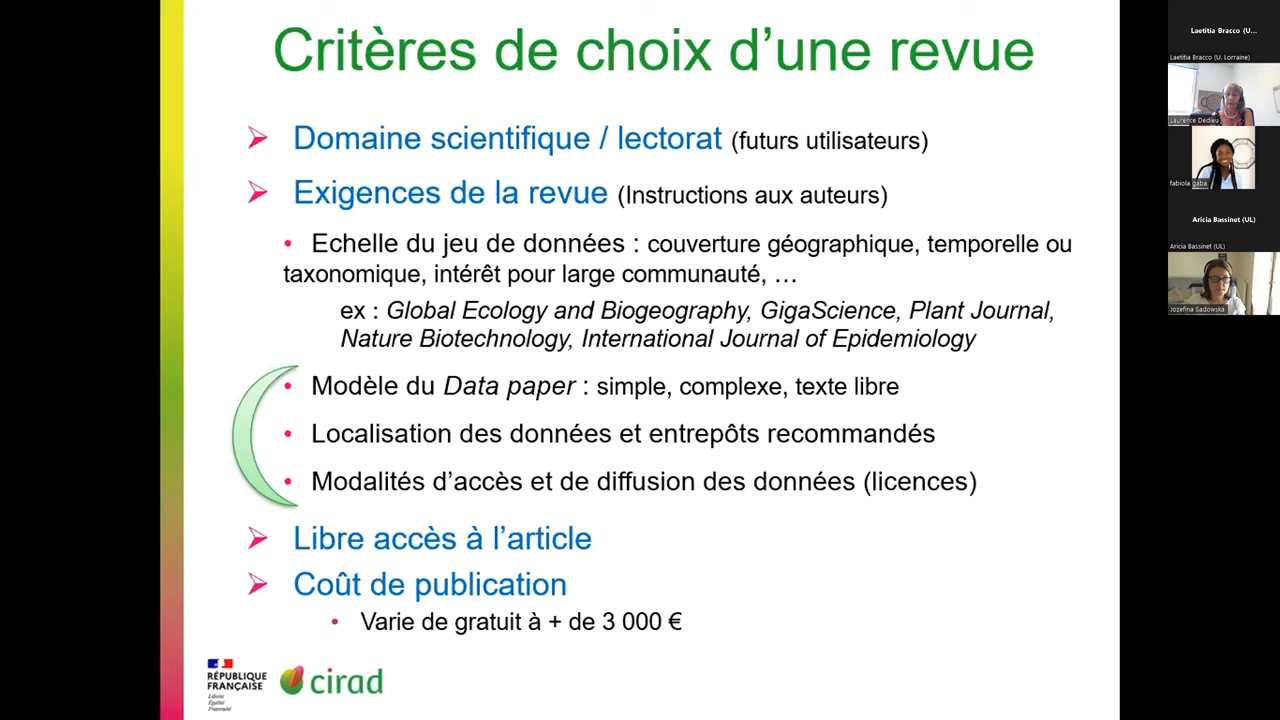 Critères de choix d’une revue
Domaine scientifique / lectorat (futurs utilisateurs)
Exigences de la revue (Instructions aux auteurs)
• Echelle du jeu de données : couverture géographique, temporelle ou
taxonomique, intérêt pour large communauté, …
ex : Global Ecology and Biogeography, GigaScience, Plant Journal,
Nature Biotechnology, International Journal of Epidemiology
• Modèle du Data paper : simple, complexe, texte libre
• Localisation des données et entrepôts recommandés
• Modalités d’accès et de diffusion des données (licences)
Libre accès à l’article
Coût de publication
• Varie de gratuit à + de 3 000 €
RÉPUBLIQUE
FRANÇAISE
Liberté
Égalité
Fraternité
cirad
Laetitia Bracco (U...
Laetitia Bracco (U. Lorraine)
Laurence Dedieu
fabiola gaba
Aricia Bassinet (UL)
Aricia Bassinet (UL)
Jozefina Sadowska